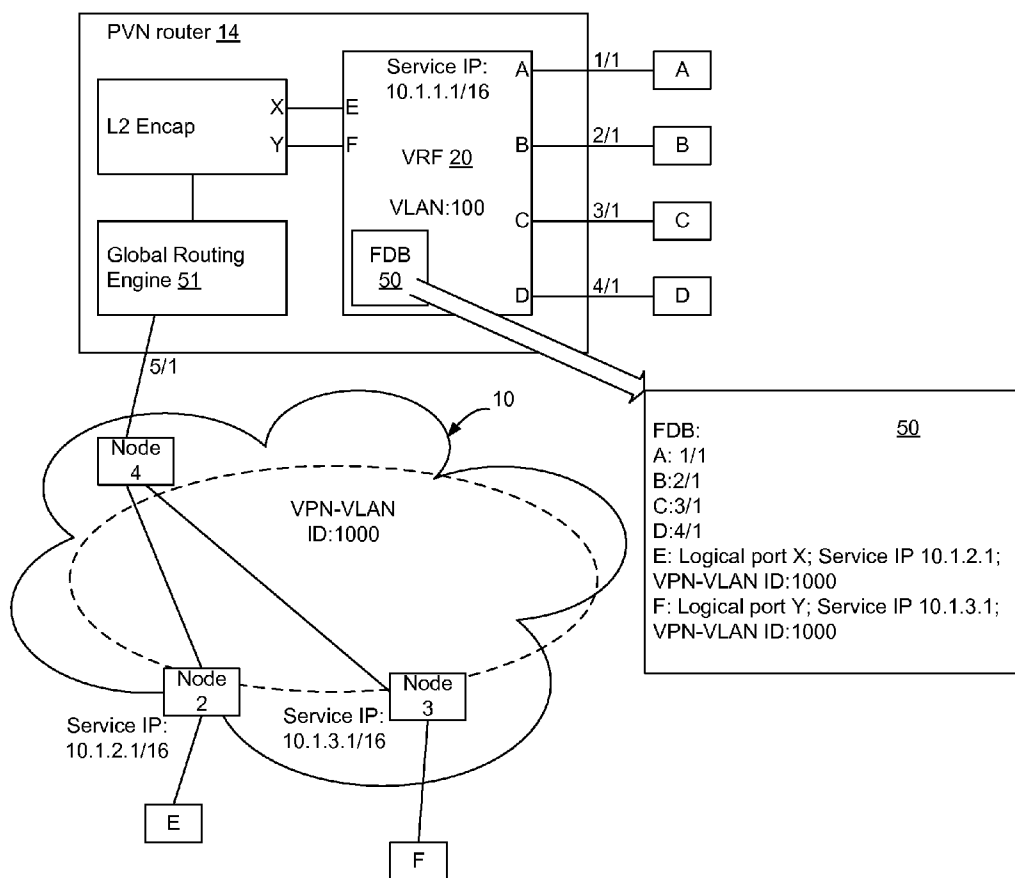 PVN router 14
Service IP:
10.1.1.1/16
A
1/1
A
L2 Encap
X
E
Y
F
VRF 20
B
2/1
B
VLAN:100
C
3/1
C
Global Routing
Engine 51
FDB
50
D
4/1
D
5/1
10
Node
4
VPN-VLAN
ID:1000
50
FDB:
A: 1/1
B:2/1
C:3/1
D:4/1
E: Logical port X; Service IP 10.1.2.1;
VPN-VLAN ID:1000
F: Logical port Y; Service IP 10.1.3.1;
VPN-VLAN ID:1000
Node
2
Node
3
Service IP:
10.1.2.1/16
Service IP:
10.1.3.1/16
E
F